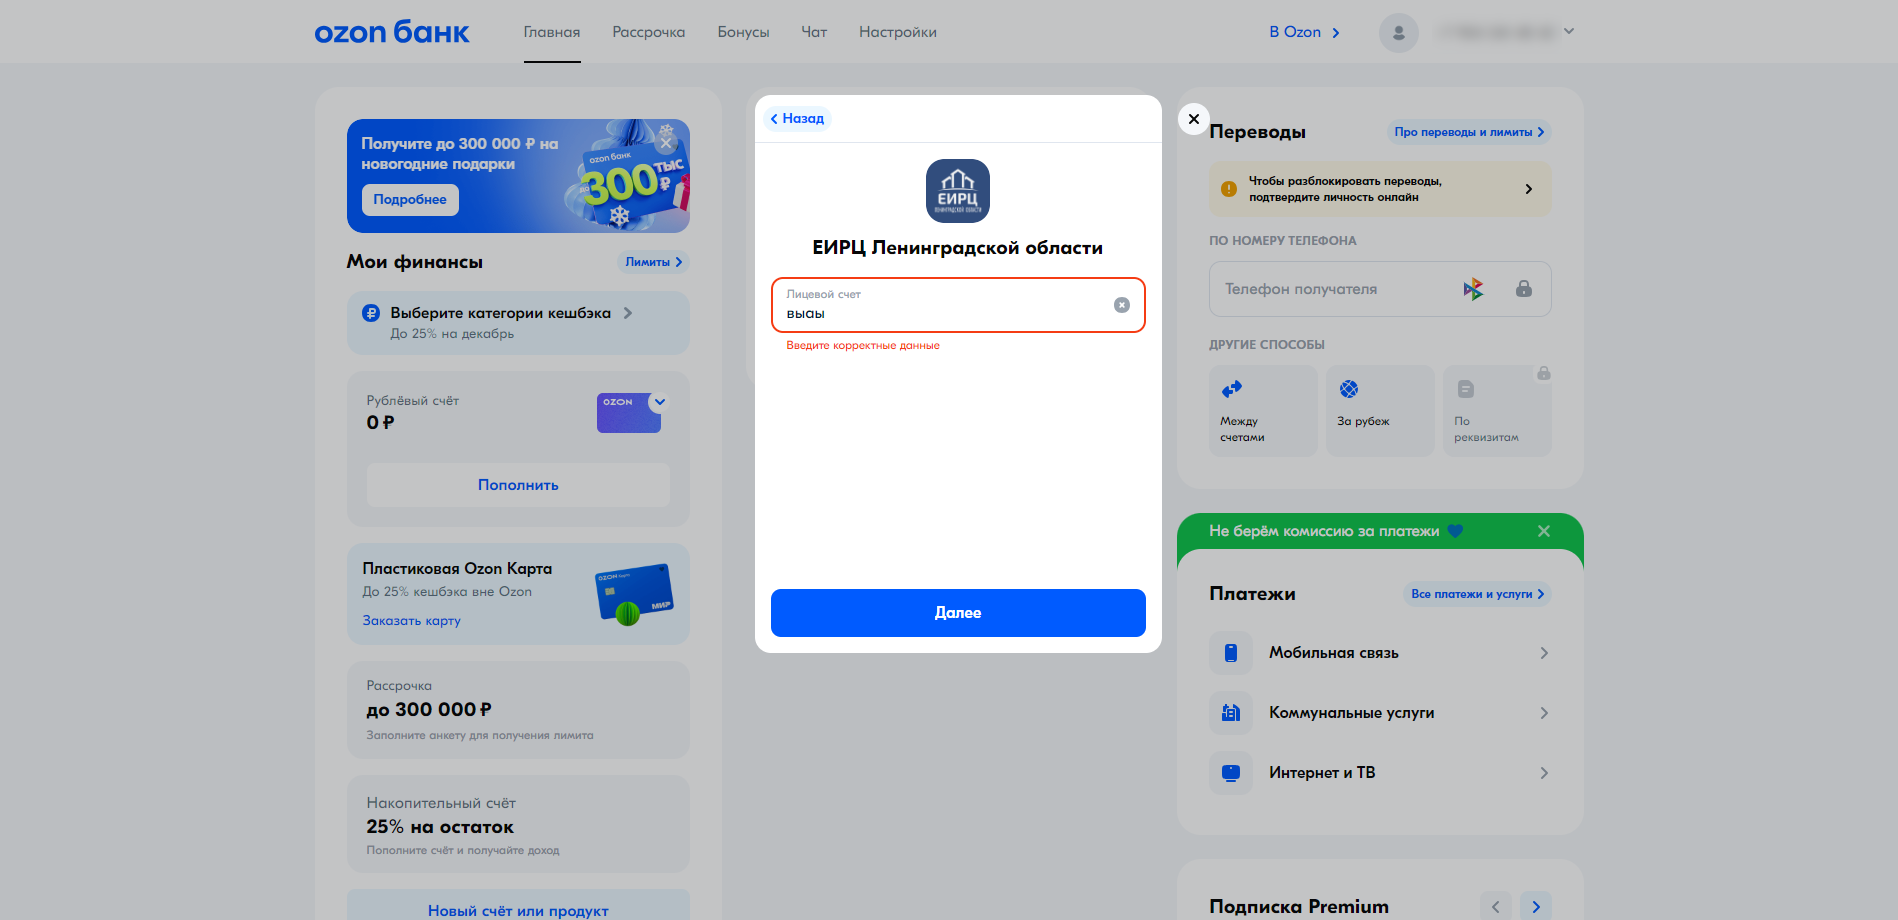 ozon банк
Главная
Рассрочка
Бонусы
Чат
Настройки
В Ozon
Получите до 300 000 ₽ на
новогодние подарки
Подробнее
ozon банк
до 300 ТЫС ₽
Мои финансы
Лимиты
Выберите категории кешбэка
До 25% на декабрь
Рублёвый счёт
0 ₽
OZON
Пополнить
Пластиковая Ozon Карта
До 25% кешбэка вне Ozon
Заказать карту
МИР
Рассрочка
до 300 000 ₽
Заполните анкету для получения лимита
Накопительный счёт
25% на остаток
Пополните счёт и получайте доход
Новый счёт или продукт
Назад
ЕИРЦ
ЛЕНИНГРАДСКОЙ ОБЛАСТИ
ЕИРЦ Ленинградской области
Лицевой счет
выаы
Введите корректные данные
Далее
Переводы
Про переводы и лимиты
Чтобы разблокировать переводы,
подтвердите личность онлайн
ПО НОМЕРУ ТЕЛЕФОНА
Телефон получателя
ДРУГИЕ СПОСОБЫ
Между
счетами
За рубеж
По
реквизитам
Не берём комиссию за платежи
Платежи
Все платежи и услуги
Мобильная связь
Коммунальные услуги
Интернет и ТВ
Подписка Premium